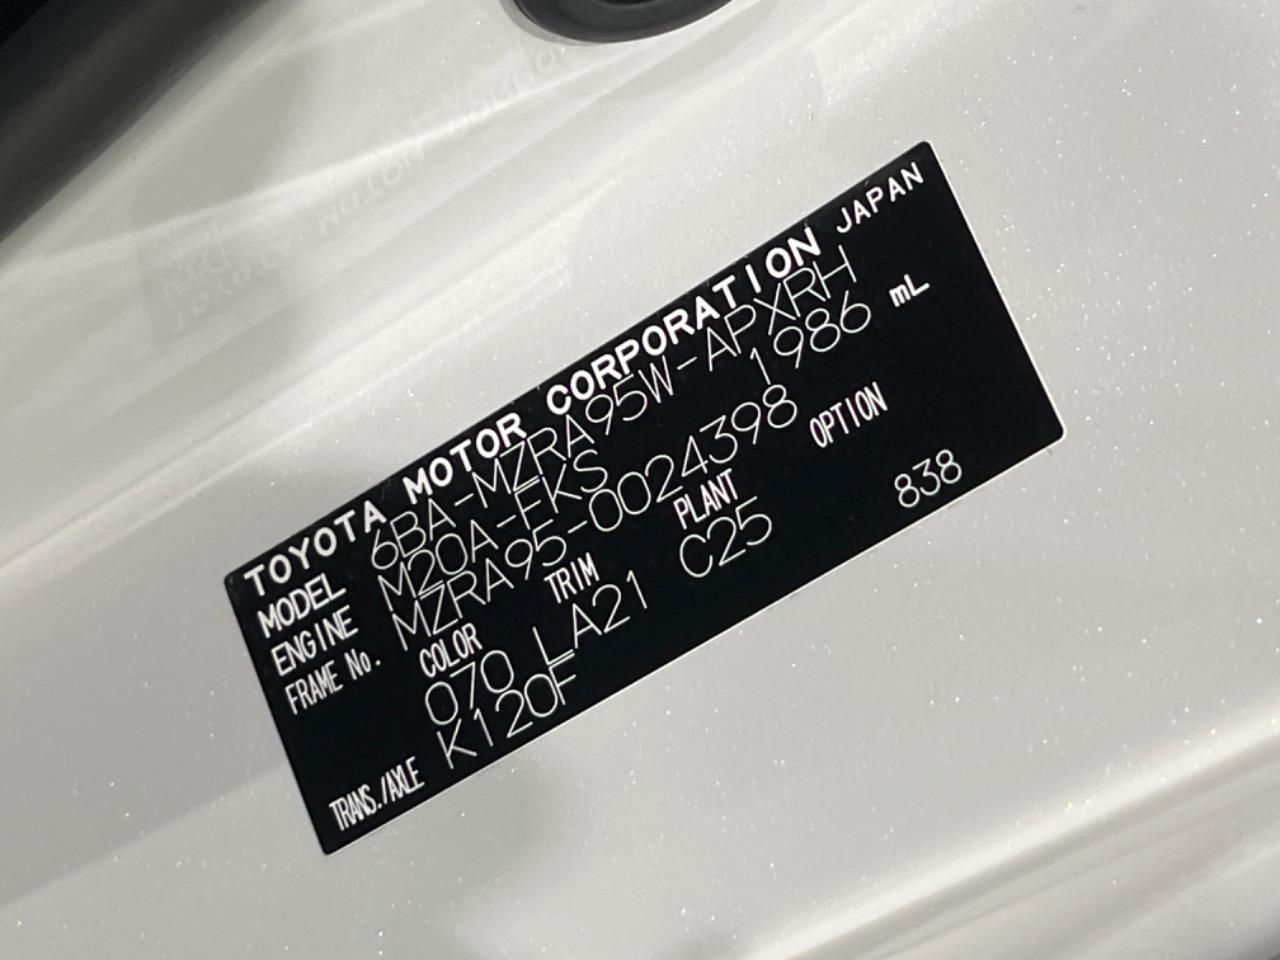 TOYOTA MOTOR CORPORATION JAPAN
MODEL 6BA-MZRA95W-APXRH
ENGINE M20A-FKS 1986 mL
FRAME No. MZRA95-0024398
COLOR TRIM PLANT OPTION
070 LA21 C25 838
TRANS./AXLE K120F